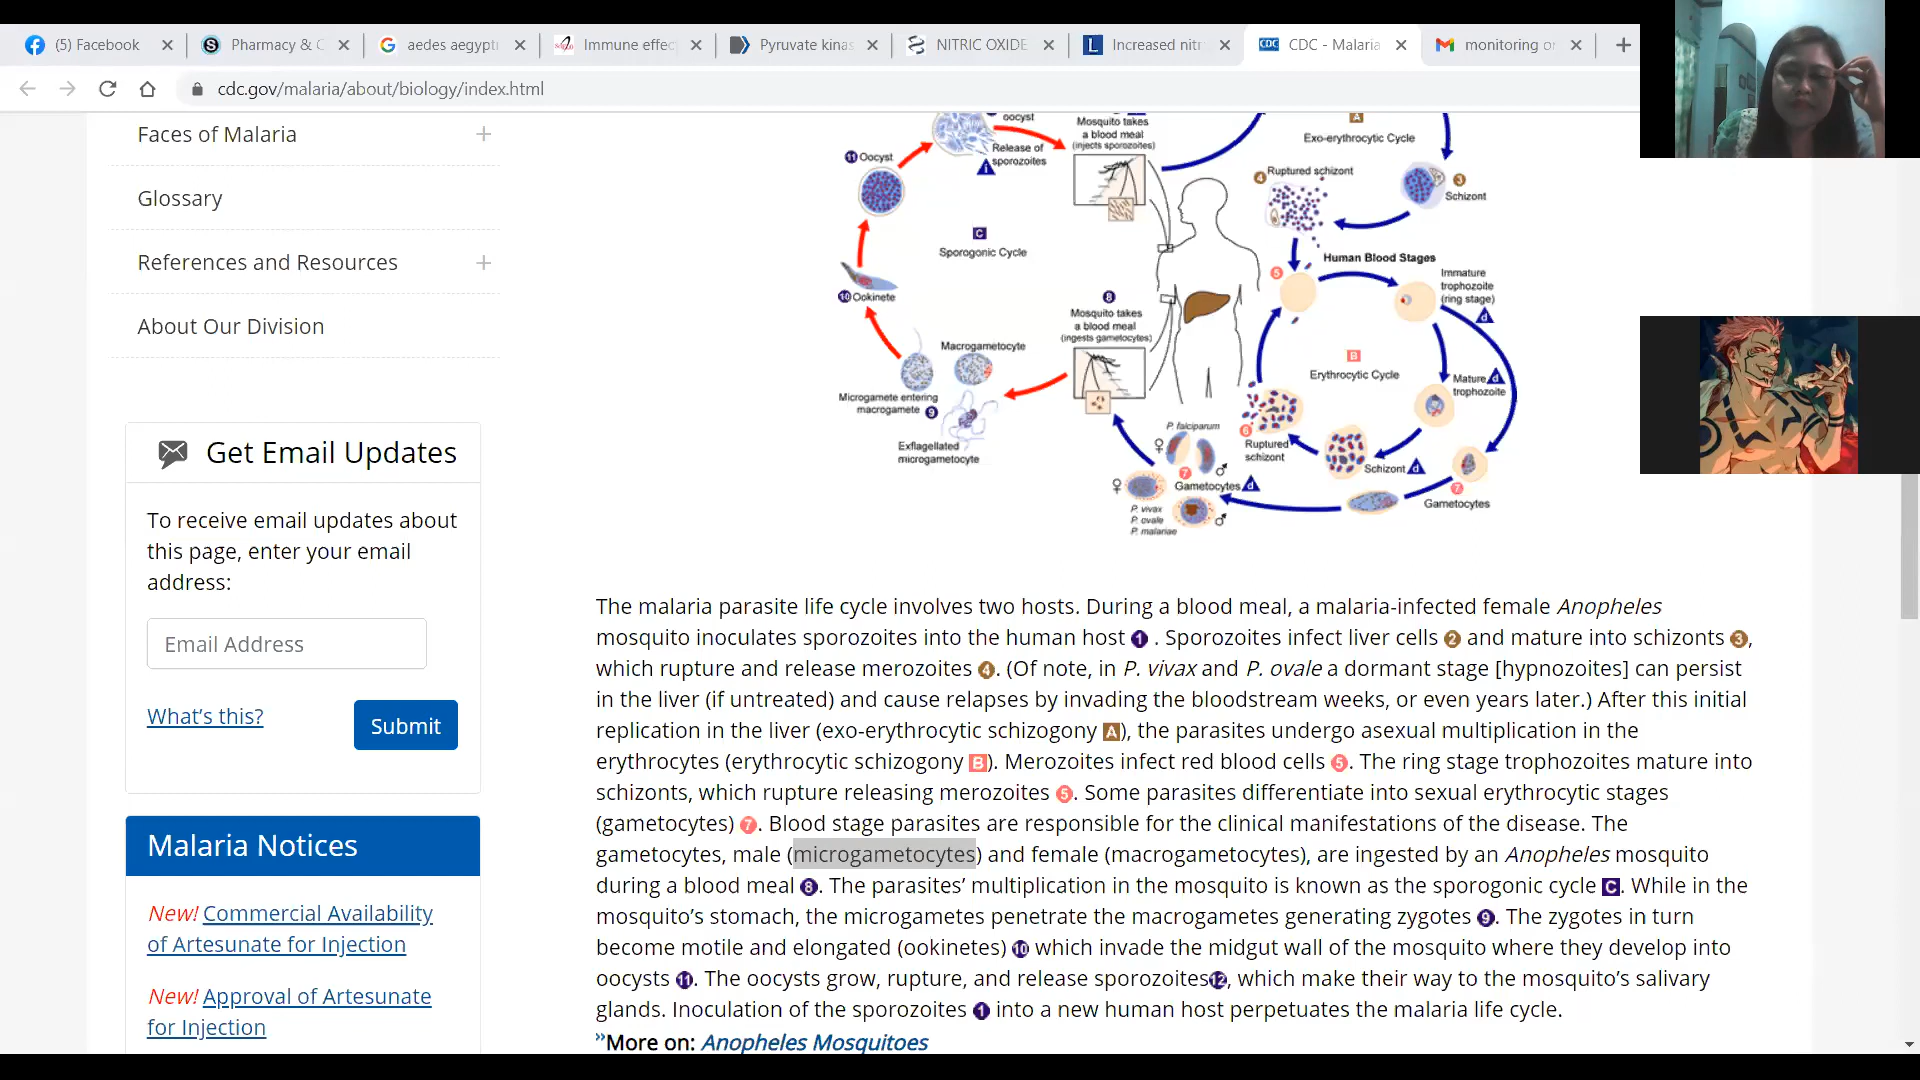 (5) Facebook
Pharmacy & C
aedes aegypti
Immune effec
Pyruvate kinas
NITRIC OXIDE
Increased nitr
CDC - Malaria
monitoring or
cdc.gov/malaria/about/biology/index.html
Faces of Malaria
Glossary
References and Resources
About Our Division
Get Email Updates
To receive email updates about
this page, enter your email
address:
Email Address
What's this?
Submit
Malaria Notices
New! Commercial Availability
of Artesunate for Injection
New! Approval of Artesunate
for Injection
oocyst
Release of
sporozoites
i
11 Oocyst
Mosquito takes
a blood meal
(injects sporozoites)
A
Exo-erythrocytic Cycle
4 Ruptured schizont
3
Schizont
C
Sporogonic Cycle
Human Blood Stages
5
Immature
trophozoite
(ring stage)
d
10 Ookinete
8
Mosquito takes
a blood meal
(ingests gametocytes)
Macrogametocyte
B
Erythrocytic Cycle
Mature
trophozoite
d
Microgamete entering
macrogamete 9
Exflagellated
microgametocyte
P. falciparum
♀
♂
6
Ruptured
schizont
Schizont d
7
Gametocytes d
♀
♂
P. vivax
P. ovale
P. malariae
7
Gametocytes
The malaria parasite life cycle involves two hosts. During a blood meal, a malaria-infected female Anopheles
mosquito inoculates sporozoites into the human host 1 . Sporozoites infect liver cells 2 and mature into schizonts 3,
which rupture and release merozoites 4. (Of note, in P. vivax and P. ovale a dormant stage [hypnozoites] can persist
in the liver (if untreated) and cause relapses by invading the bloodstream weeks, or even years later.) After this initial
replication in the liver (exo-erythrocytic schizogony A), the parasites undergo asexual multiplication in the
erythrocytes (erythrocytic schizogony B). Merozoites infect red blood cells 5. The ring stage trophozoites mature into
schizonts, which rupture releasing merozoites 5. Some parasites differentiate into sexual erythrocytic stages
(gametocytes) 7. Blood stage parasites are responsible for the clinical manifestations of the disease. The
gametocytes, male (microgametocytes) and female (macrogametocytes), are ingested by an Anopheles mosquito
during a blood meal 8. The parasites' multiplication in the mosquito is known as the sporogonic cycle C. While in the
mosquito's stomach, the microgametes penetrate the macrogametes generating zygotes 9. The zygotes in turn
become motile and elongated (ookinetes) 10 which invade the midgut wall of the mosquito where they develop into
oocysts 11. The oocysts grow, rupture, and release sporozoites12, which make their way to the mosquito's salivary
glands. Inoculation of the sporozoites 1 into a new human host perpetuates the malaria life cycle.
»More on: Anopheles Mosquitoes